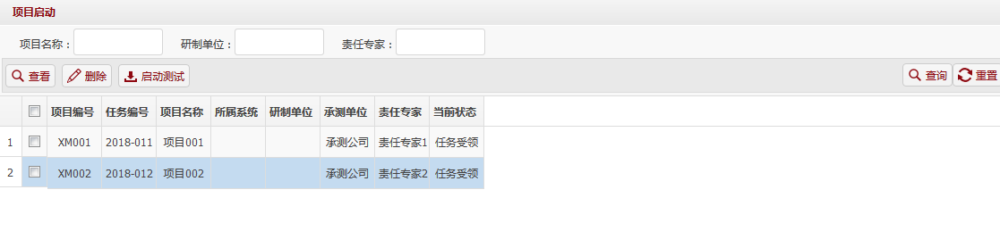 项目启动
项目名称： 研制单位： 责任专家：
查看 删除 启动测试 查询 重置
项目编号 任务编号 项目名称 所属系统 研制单位 承测单位 责任专家 当前状态
1 XM001 2018-011 项目001 承测公司 责任专家1 任务受领
2 XM002 2018-012 项目002 承测公司 责任专家2 任务受领